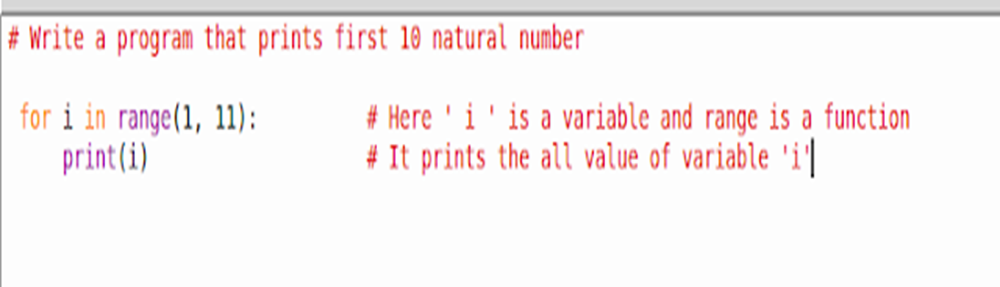 # Write a program that prints first 10 natural number
for i in range(1, 11):          # Here ' i ' is a variable and range is a function
    print(i)                    # It prints the all value of variable 'i'